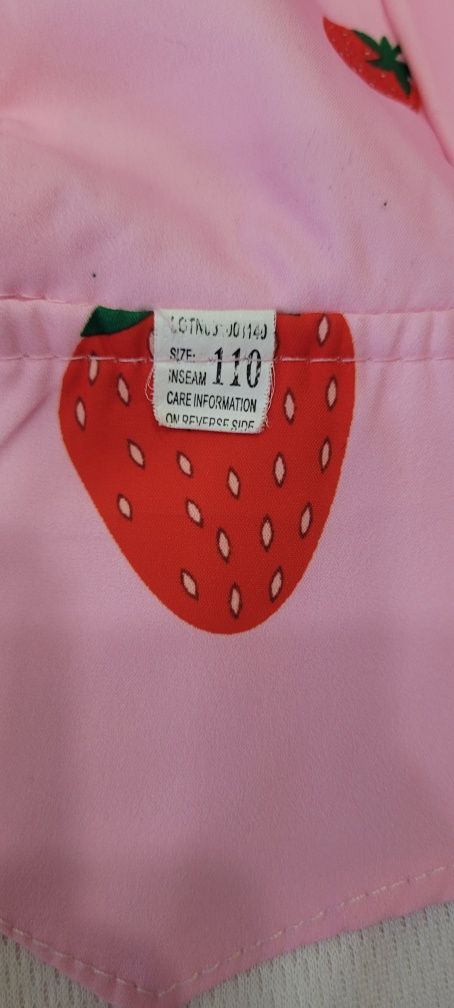 SIZE:
INSEAM 110
CARE INFORMATION
ON REVERSE SIDE